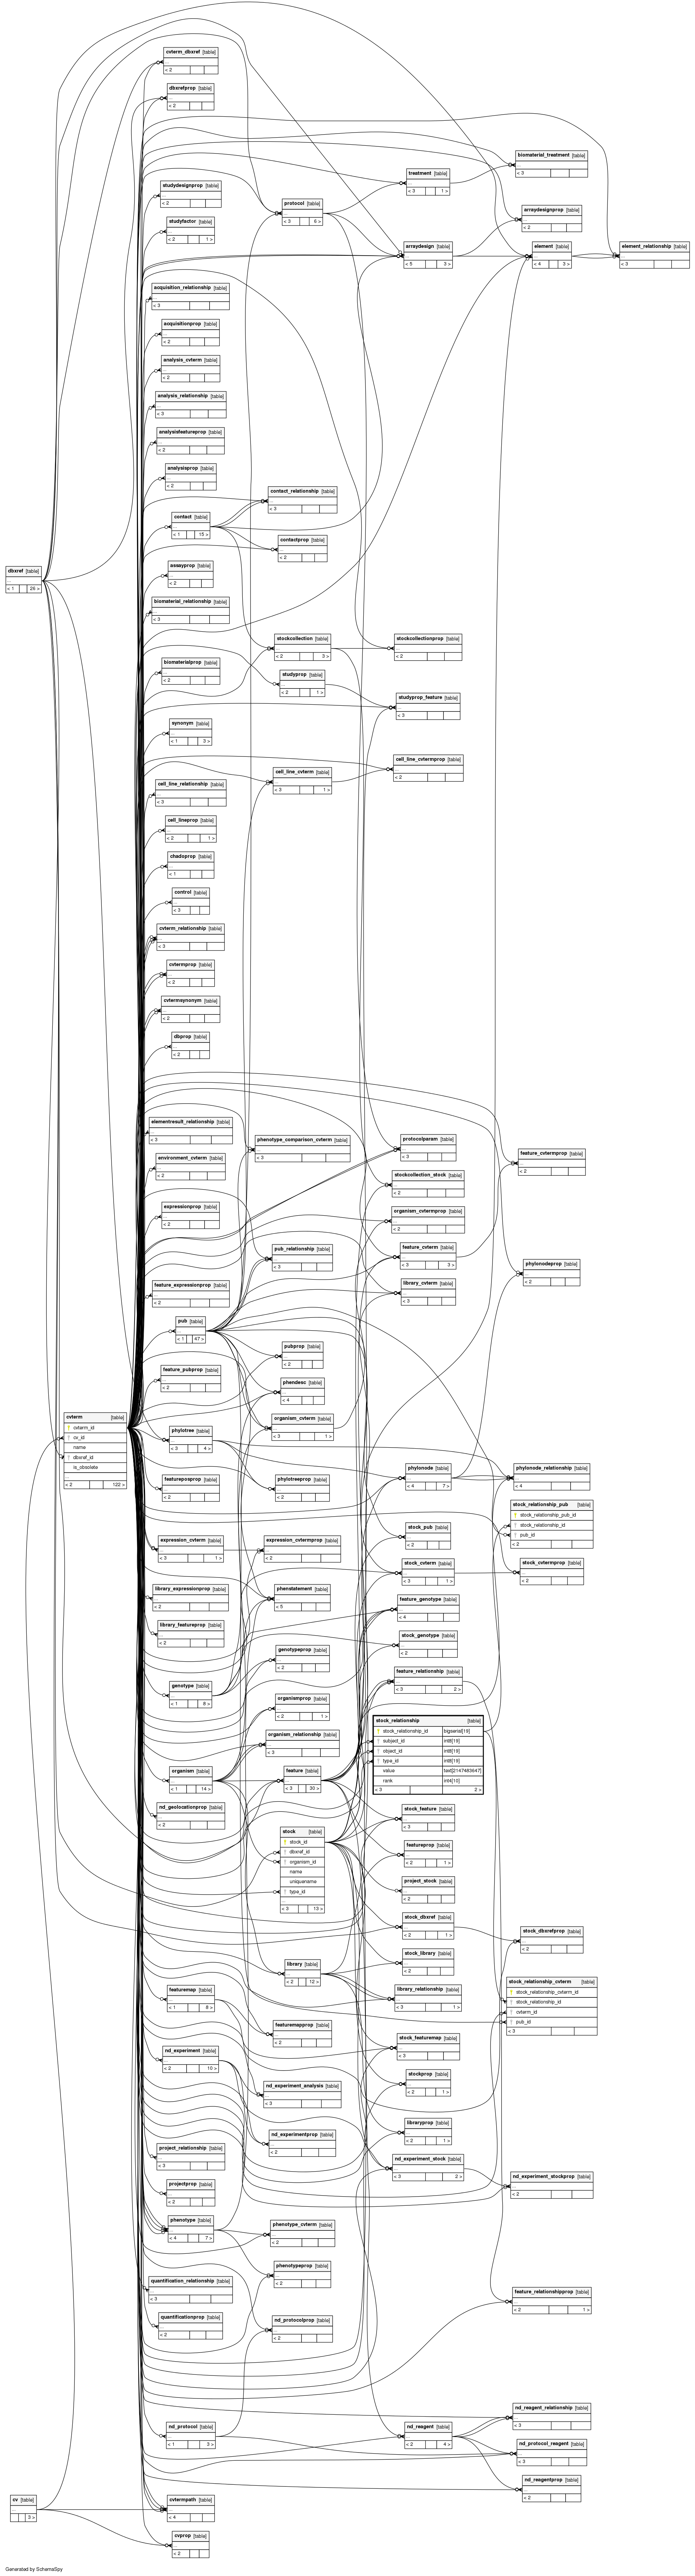 cvterm_dbxref [table]
...
< 2
dbxrefprop [table]
...
< 2
biomaterial_treatment [table]
...
< 3
treatment [table]
...
< 3 1 >
studydesignprop [table]
...
< 2
protocol [table]
...
< 3 6 >
arraydesignprop [table]
...
< 2
studyfactor [table]
...
< 2 1 >
arraydesign [table]
...
< 5 3 >
element [table]
...
< 4 3 >
element_relationship [table]
...
< 3
acquisition_relationship [table]
...
< 3
acquisitionprop [table]
...
< 2
analysis_cvterm [table]
...
< 2
analysis_relationship [table]
...
< 3
analysisfeatureprop [table]
...
< 2
analysisprop [table]
...
< 2
contact_relationship [table]
...
< 3
contact [table]
...
< 1 15 >
contactprop [table]
...
< 2
dbxref [table]
...
< 1 26 >
assayprop [table]
...
< 2
biomaterial_relationship [table]
...
< 3
stockcollection [table]
...
< 2 3 >
stockcollectionprop [table]
...
< 2
biomaterialprop [table]
...
< 2
studyprop [table]
...
< 2 1 >
studyprop_feature [table]
...
< 3
synonym [table]
...
< 1 3 >
cell_line_cvtermprop [table]
...
< 2
cell_line_cvterm [table]
...
< 3 1 >
cell_line_relationship [table]
...
< 3
cell_lineprop [table]
...
< 2 1 >
chadoprop [table]
...
< 1
control [table]
...
< 3
cvterm_relationship [table]
...
< 3
cvtermprop [table]
...
< 2
cvtermsynonym [table]
...
< 2
dbprop [table]
...
< 2
elementresult_relationship [table]
...
< 3
phenotype_comparison_cvterm [table]
...
< 3
protocolparam [table]
...
< 3
environment_cvterm [table]
...
< 2
feature_cvtermprop [table]
...
< 2
stockcollection_stock [table]
...
< 2
expressionprop [table]
...
< 2
organism_cvtermprop [table]
...
< 2
pub_relationship [table]
...
< 3
feature_cvterm [table]
...
< 3 3 >
phylonodeprop [table]
...
< 2
feature_expressionprop [table]
...
< 2
library_cvterm [table]
...
< 3
pub [table]
...
< 1 47 >
pubprop [table]
...
< 2
feature_pubprop [table]
...
< 2
phendesc [table]
...
< 4
cvterm [table]
cvterm_id
cv_id
name
dbxref_id
is_obsolete
...
< 2 122 >
organism_cvterm [table]
...
< 3 1 >
phylotree [table]
...
< 3 4 >
featureposprop [table]
...
< 2
phylotreeprop [table]
...
< 2
phylonode [table]
...
< 4 7 >
phylonode_relationship [table]
...
< 4
stock_relationship_pub [table]
stock_relationship_pub_id
stock_relationship_id
pub_id
< 2
stock_pub [table]
...
< 2
expression_cvterm [table]
...
< 3 1 >
expression_cvtermprop [table]
...
< 2
stock_cvterm [table]
...
< 3 1 >
stock_cvtermprop [table]
...
< 2
library_expressionprop [table]
...
< 2
phenstatement [table]
...
< 5
feature_genotype [table]
...
< 4
library_featureprop [table]
...
< 2
stock_genotype [table]
...
< 2
genotypeprop [table]
...
< 2
genotype [table]
...
< 1 8 >
feature_relationship [table]
...
< 3 2 >
organismprop [table]
...
< 2 1 >
stock_relationship [table]
stock_relationship_id bigserial[19]
subject_id int8[19]
object_id int8[19]
type_id int8[19]
value text[2147483647]
rank int4[10]
< 3 2 >
organism_relationship [table]
...
< 3
organism [table]
...
< 1 14 >
feature [table]
...
< 3 30 >
nd_geolocationprop [table]
...
< 2
stock_feature [table]
...
< 3
stock [table]
stock_id
dbxref_id
organism_id
name
uniquename
type_id
...
< 3 13 >
featureprop [table]
...
< 2 1 >
project_stock [table]
...
< 2
stock_dbxref [table]
...
< 2 1 >
stock_dbxrefprop [table]
...
< 2
stock_library [table]
...
< 2
library [table]
...
< 2 12 >
stock_relationship_cvterm [table]
stock_relationship_cvterm_id
stock_relationship_id
cvterm_id
pub_id
< 3
featuremap [table]
...
< 1 8 >
library_relationship [table]
...
< 3 1 >
featuremapprop [table]
...
< 2
stock_featuremap [table]
...
< 3
nd_experiment [table]
...
< 2 10 >
stockprop [table]
...
< 2 1 >
nd_experiment_analysis [table]
...
< 3
libraryprop [table]
...
< 2 1 >
nd_experimentprop [table]
...
< 2
project_relationship [table]
...
< 3
nd_experiment_stock [table]
...
< 3 2 >
nd_experiment_stockprop [table]
...
< 2
projectprop [table]
...
< 2
phenotype [table]
...
< 4 7 >
phenotype_cvterm [table]
...
< 2
phenotypeprop [table]
...
< 2
quantification_relationship [table]
...
< 3
feature_relationshipprop [table]
...
< 2 1 >
quantificationprop [table]
...
< 2
nd_protocolprop [table]
...
< 2
nd_reagent_relationship [table]
...
< 3
nd_protocol [table]
...
< 1 3 >
nd_reagent [table]
...
< 2 4 >
nd_protocol_reagent [table]
...
< 3
nd_reagentprop [table]
...
< 2
cv [table]
...
3 >
cvtermpath [table]
...
< 4
cvprop [table]
...
< 2
Generated by SchemaSpy